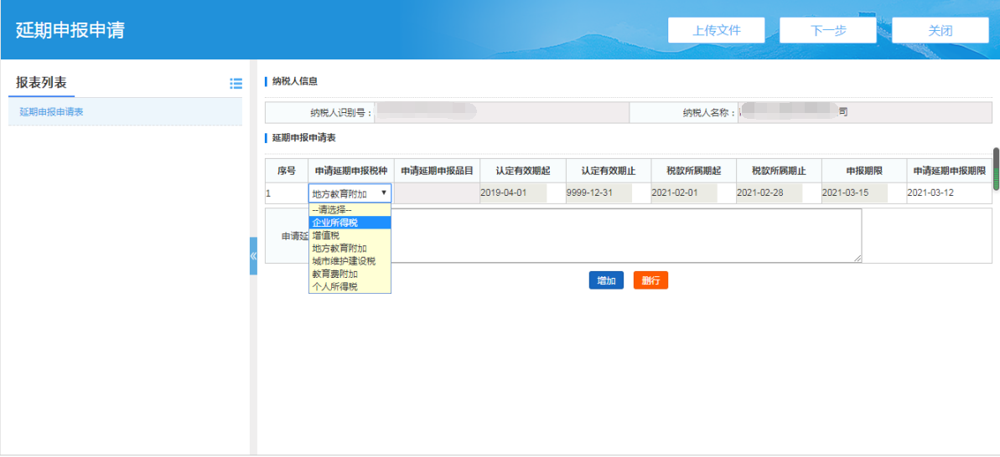 延期申报申请
上传文件
下一步
关闭
报表列表
延期申报申请表
纳税人信息
纳税人识别号：
纳税人名称：
司
延期申报申请表
序号 申请延期申报税种 申请延期申报品目 认定有效期起 认定有效期止 税款所属期起 税款所属期止 申报期限 申请延期申报期限
1 地方教育附加 2019-04-01 9999-12-31 2021-02-01 2021-02-28 2021-03-15 2021-03-12
--请选择--
企业所得税
申请延
增值税
地方教育附加
城市维护建设税
教育费附加
个人所得税
增加
删行